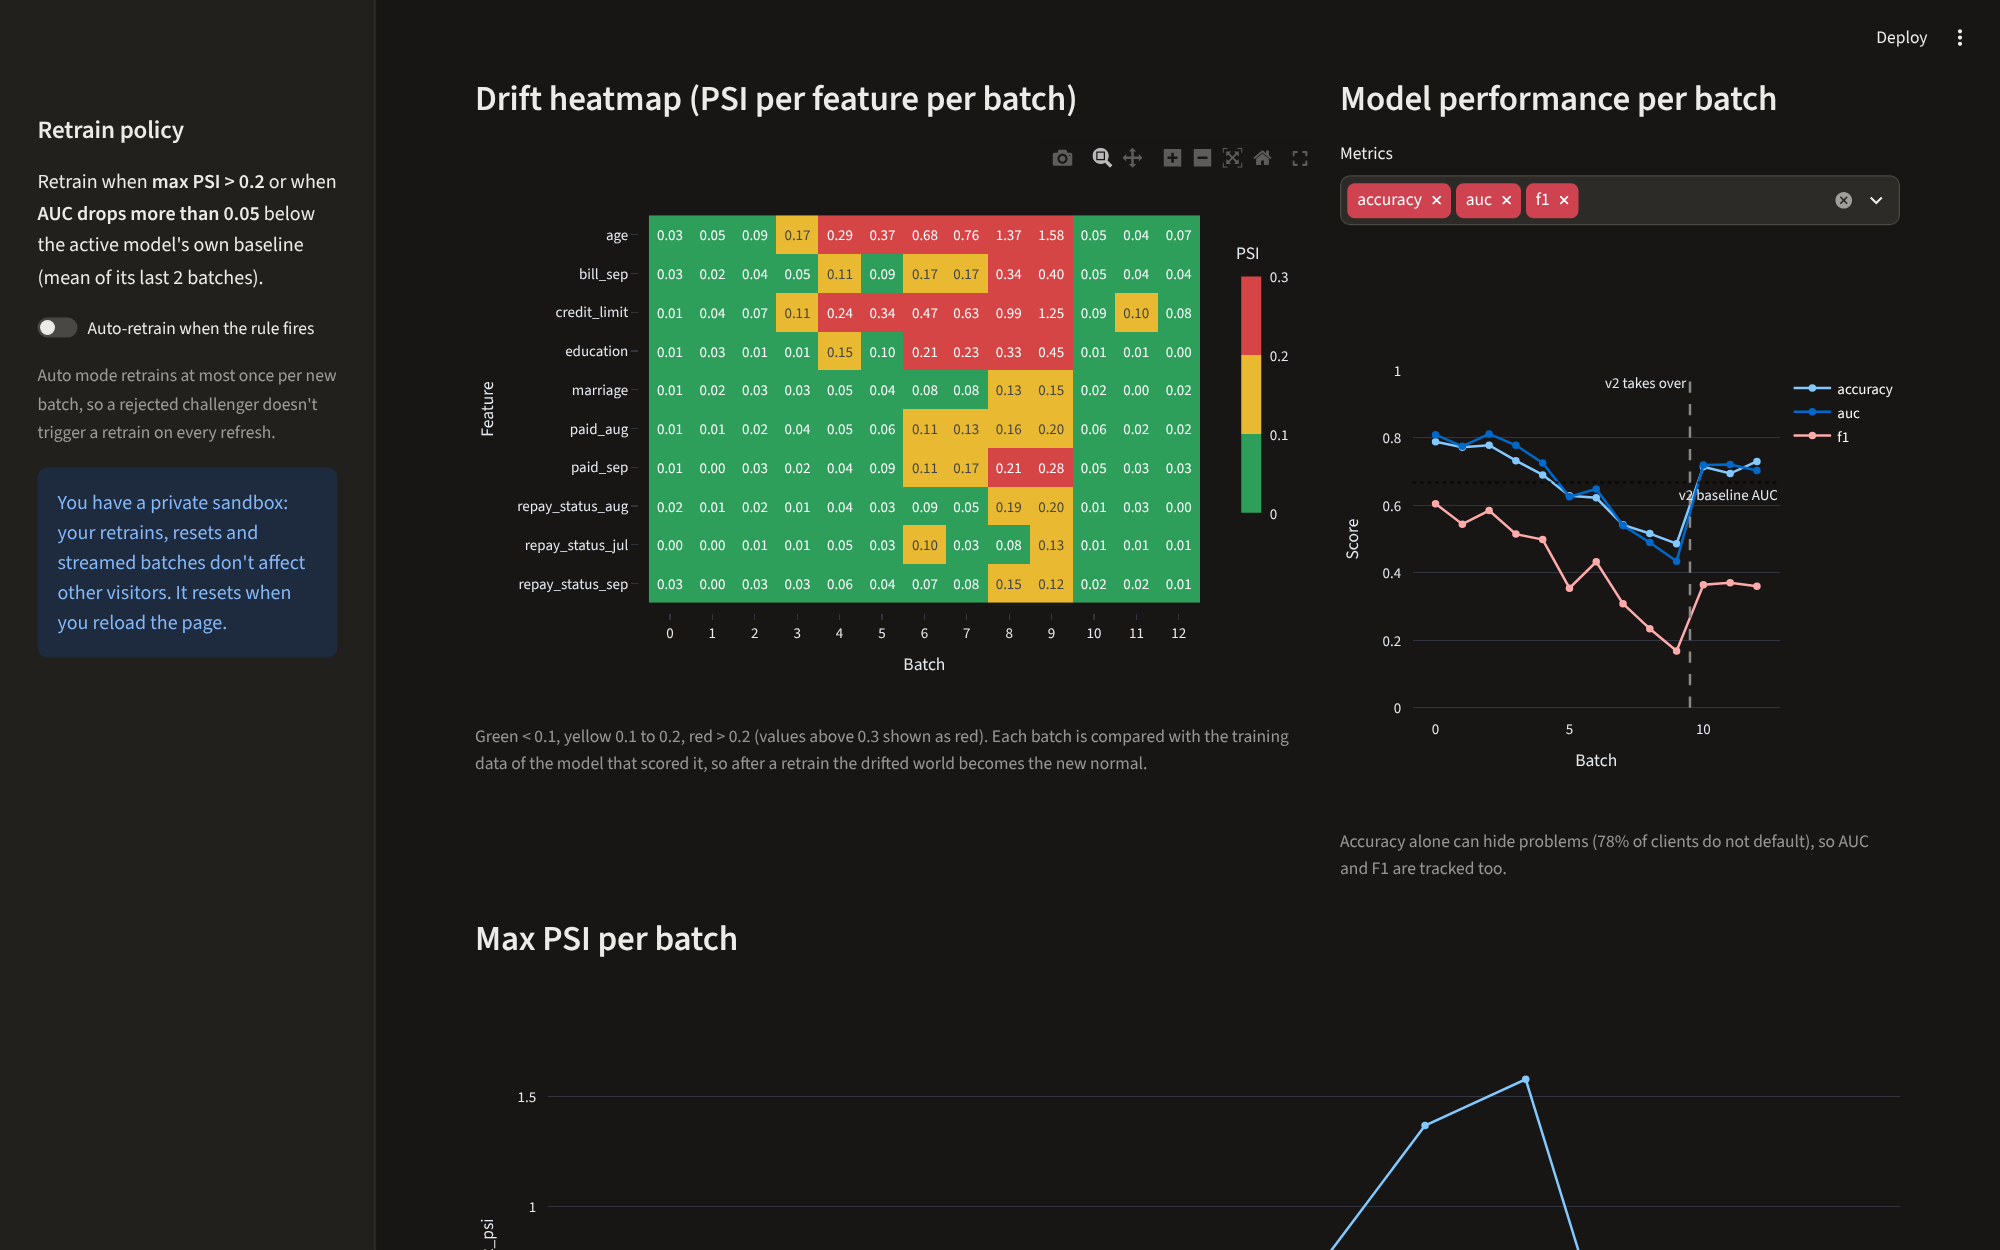 Deploy
Retrain policy
Retrain when max PSI > 0.2 or when
AUC drops more than 0.05 below
the active model's own baseline
(mean of its last 2 batches).
Auto-retrain when the rule fires
Auto mode retrains at most once per new
batch, so a rejected challenger doesn't
trigger a retrain on every refresh.
You have a private sandbox:
your retrains, resets and
streamed batches don't affect
other visitors. It resets when
you reload the page.
Drift heatmap (PSI per feature per batch)
Feature
age 0.03 0.05 0.09 0.17 0.29 0.37 0.68 0.76 1.37 1.58 0.05 0.04 0.07
bill_sep 0.03 0.02 0.04 0.05 0.11 0.09 0.17 0.17 0.34 0.40 0.05 0.04 0.04
credit_limit 0.01 0.04 0.07 0.11 0.24 0.34 0.47 0.63 0.99 1.25 0.09 0.10 0.08
education 0.01 0.03 0.01 0.01 0.15 0.10 0.21 0.23 0.33 0.45 0.01 0.01 0.00
marriage 0.01 0.02 0.03 0.03 0.05 0.04 0.08 0.08 0.13 0.15 0.02 0.00 0.02
paid_aug 0.01 0.01 0.02 0.04 0.05 0.06 0.11 0.13 0.16 0.20 0.06 0.02 0.02
paid_sep 0.01 0.00 0.03 0.02 0.04 0.09 0.11 0.17 0.21 0.28 0.05 0.03 0.03
repay_status_aug 0.02 0.01 0.02 0.01 0.04 0.03 0.09 0.05 0.19 0.20 0.01 0.03 0.00
repay_status_jul 0.00 0.00 0.01 0.01 0.05 0.03 0.10 0.03 0.08 0.13 0.01 0.01 0.01
repay_status_sep 0.03 0.00 0.03 0.03 0.06 0.04 0.07 0.08 0.15 0.12 0.02 0.02 0.01
0 1 2 3 4 5 6 7 8 9 10 11 12
Batch
PSI
0.3
0.2
0.1
0
Green < 0.1, yellow 0.1 to 0.2, red > 0.2 (values above 0.3 shown as red). Each batch is compared with the training
data of the model that scored it, so after a retrain the drifted world becomes the new normal.
Model performance per batch
Metrics
accuracy auc f1
Score
1
0.8
0.6
0.4
0.2
0
v2 takes over
v2 baseline AUC
accuracy
auc
f1
0 5 10
Batch
Accuracy alone can hide problems (78% of clients do not default), so AUC
and F1 are tracked too.
Max PSI per batch
1.5
1
_psi